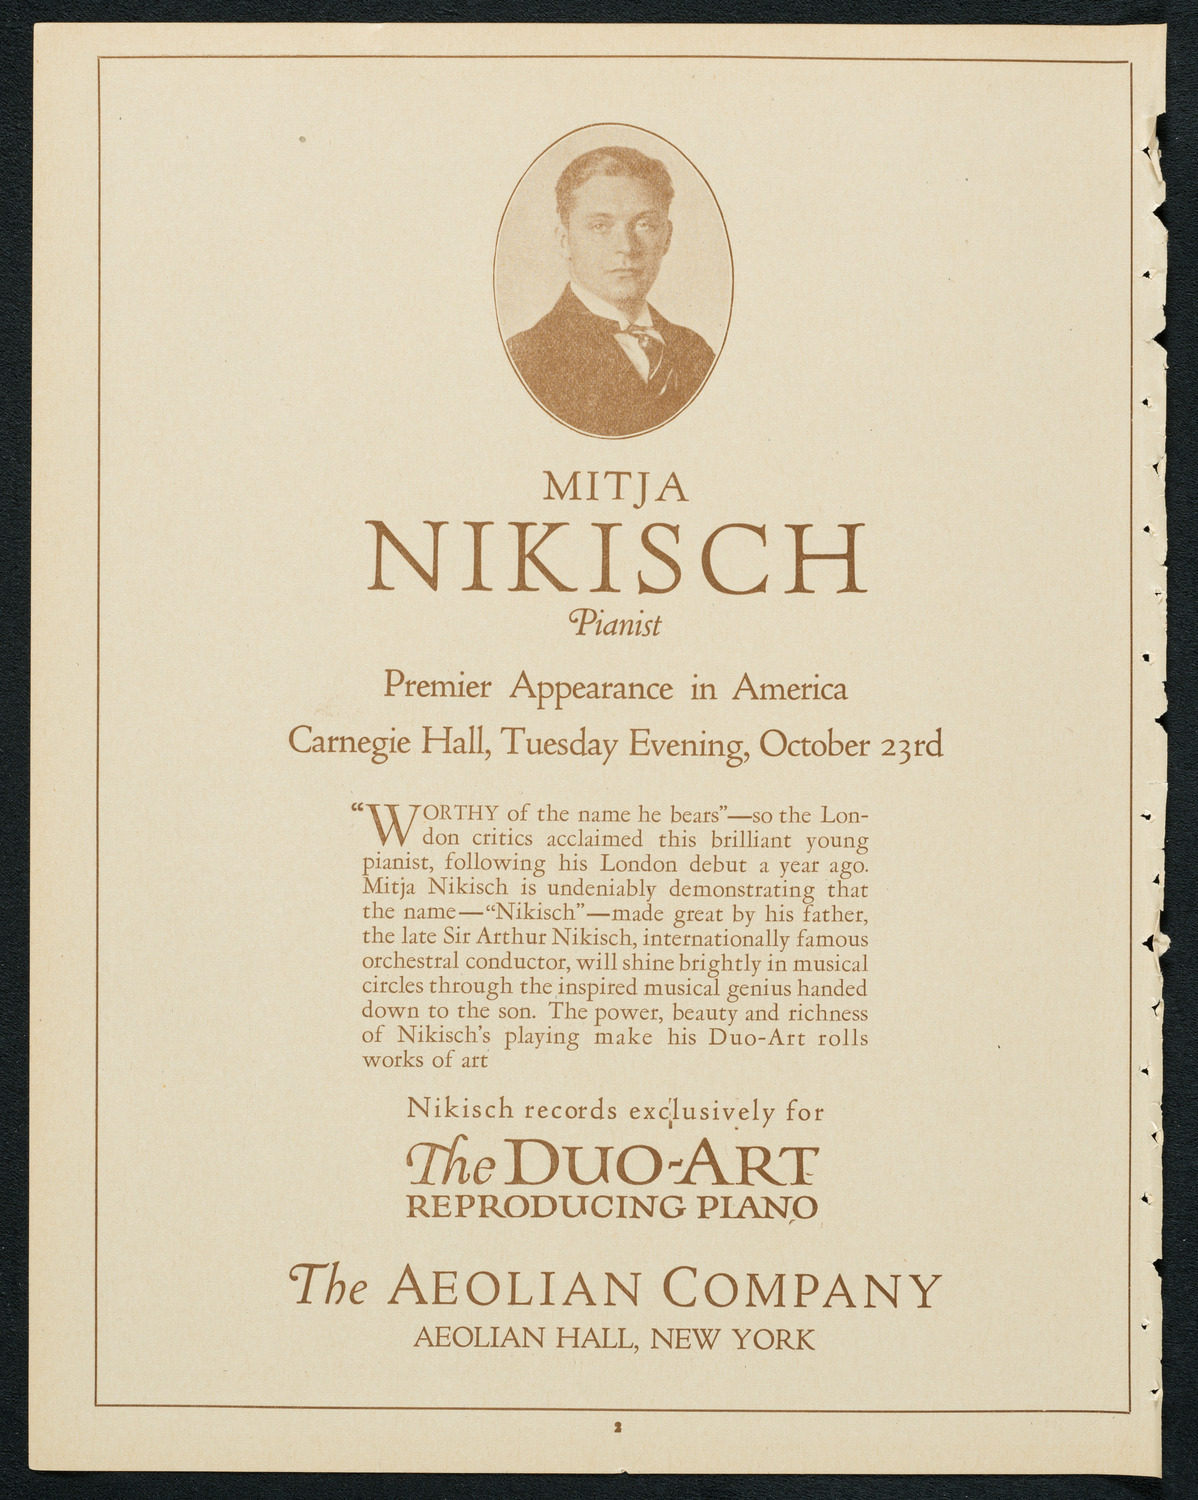 MITJA
NIKISCH
Pianist
Premier Appearance in America
Carnegie Hall, Tuesday Evening, October 23rd
“WORTHY of the name he bears”—so the Lon-
don critics acclaimed this brilliant young
pianist, following his London debut a year ago.
Mitja Nikisch is undeniably demonstrating that
the name—“Nikisch”—made great by his father,
the late Sir Arthur Nikisch, internationally famous
orchestral conductor, will shine brightly in musical
circles through the inspired musical genius handed
down to the son. The power, beauty and richness
of Nikisch's playing make his Duo-Art rolls
works of art
Nikisch records exclusively for
The DUO-ART
REPRODUCING PIANO
The AEOLIAN COMPANY
AEOLIAN HALL, NEW YORK
2